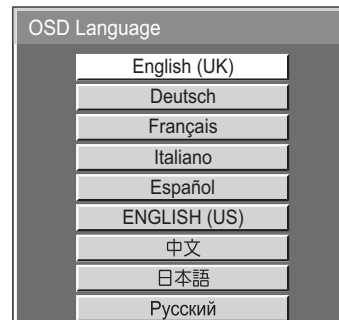 OSD Language
English (UK)
Deutsch
Français
Italiano
Español
ENGLISH (US)
中文
日本語
Русский